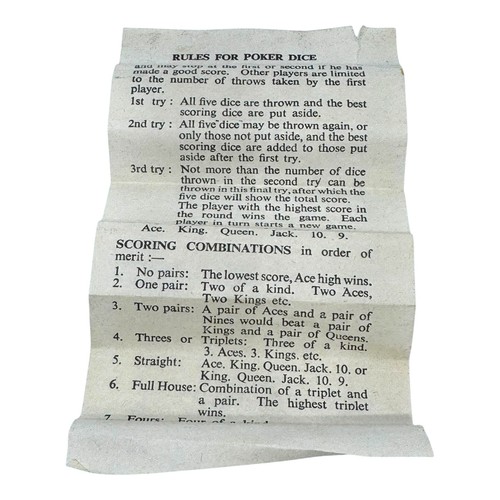 RULES FOR POKER DICE
and may stop at the first or second if he has
made a good score. Other players are limited
to the number of throws taken by the first
player.
1st try : All five dice are thrown and the best
scoring dice are put aside.
2nd try : All five dice may be thrown again, or
only those not put aside, and the best
scoring dice are added to those put
aside after the first try.
3rd try : Not more than the number of dice
thrown in the second try can be
thrown in this final try, after which the
five dice will show the total score.
The player with the highest score in
the round wins the game. Each
player in turn starts a new game.
Ace. King. Queen. Jack. 10. 9.
SCORING COMBINATIONS in order of
merit :—
1. No pairs: The lowest score, Ace high wins.
2. One pair: Two of a kind. Two Aces,
Two Kings etc.
3. Two pairs: A pair of Aces and a pair of
Nines would beat a pair of
Kings and a pair of Queens.
4. Threes or Triplets: Three of a kind.
3. Aces. 3. Kings. etc.
5. Straight: Ace. King. Queen. Jack. 10. or
King. Queen. Jack. 10. 9.
6. Full House: Combination of a triplet and
a pair. The highest triplet
wins.
7. Fours: Four of a kind